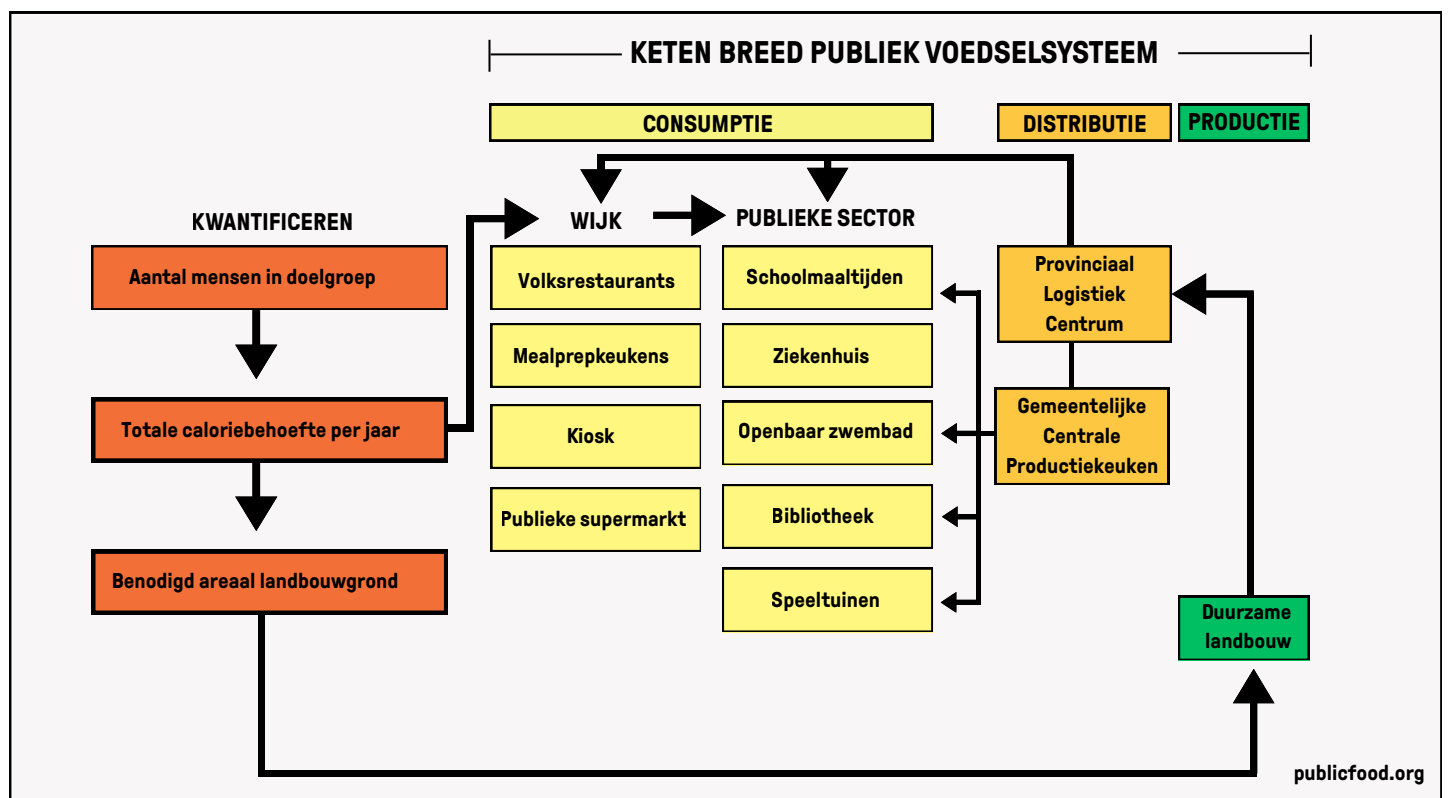 KETEN BREED PUBLIEK VOEDSELSYSTEEM
CONSUMPTIE
DISTRIBUTIE
PRODUCTIE
KWANTIFICEREN
Aantal mensen in doelgroep
Totale caloriebehoefte per jaar
Benodigd areaal landbouwgrond
WIJK
Volksrestaurants
Mealprepkeukens
Kiosk
Publieke supermarkt
PUBLIEKE SECTOR
Schoolmaaltijden
Ziekenhuis
Openbaar zwembad
Bibliotheek
Speeltuinen
Provinciaal
Logistiek
Centrum
Gemeentelijke
Centrale
Productiekeuken
Duurzame
landbouw
publicfood.org